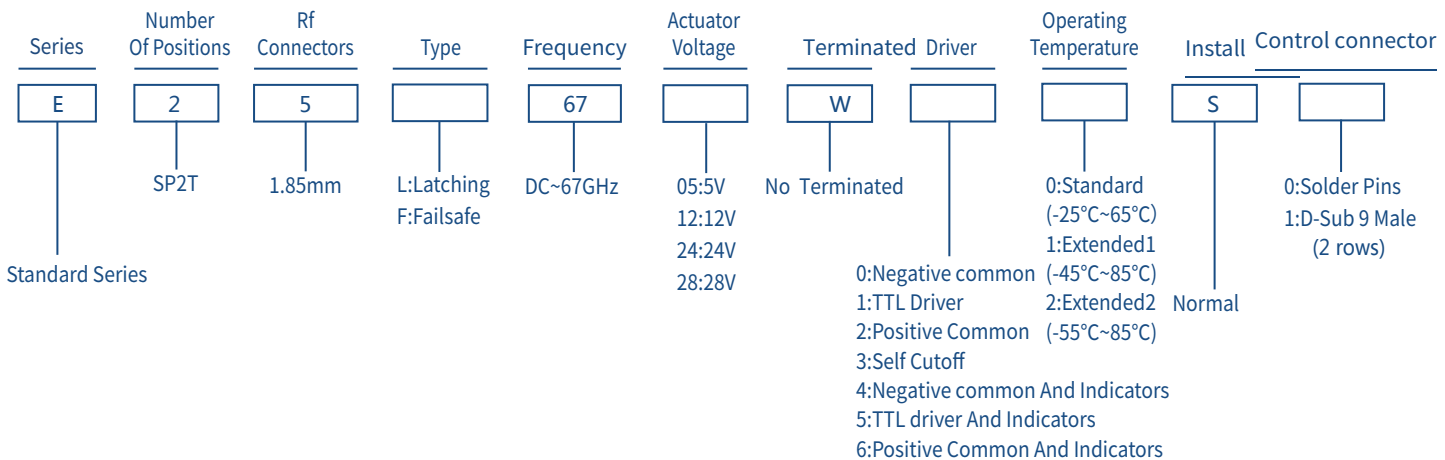 Series
Number
Of Positions
Rf
Connectors
Type
Frequency
Actuator
Voltage
Terminated
Driver
Operating
Temperature
Install
Control connector
E
2
5
67
W
S
Standard Series
SP2T
1.85mm
L:Latching
F:Failsafe
DC~67GHz
05:5V
12:12V
24:24V
28:28V
No Terminated
0:Negative common
1:TTL Driver
2:Positive Common
3:Self Cutoff
4:Negative common And Indicators
5:TTL driver And Indicators
6:Positive Common And Indicators
0:Standard
(-25°C~65°C)
1:Extended1
(-45°C~85°C)
2:Extended2
(-55°C~85°C)
Normal
0:Solder Pins
1:D-Sub 9 Male
(2 rows)